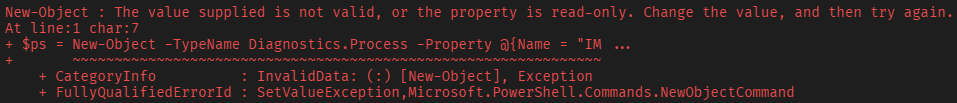 New-Object : The value supplied is not valid, or the property is read-only. Change the value, and then try again.
At line:1 char:7
+ $ps = New-Object -TypeName Diagnostics.Process -Property @{Name = "IM ...
+       ~~~~~~~~~~~~~~~~~~~~~~~~~~~~~~~~~~~~~~~~~~~~~~~~~~~~~~~~~~~~~~~
    + CategoryInfo          : InvalidData: (:) [New-Object], Exception
    + FullyQualifiedErrorId : SetValueException,Microsoft.PowerShell.Commands.NewObjectCommand